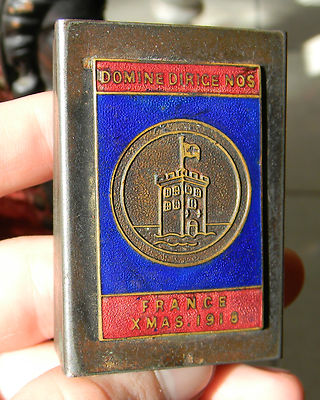 DOMINE DIRIGE NOS
FRANCE
XMAS. 1918